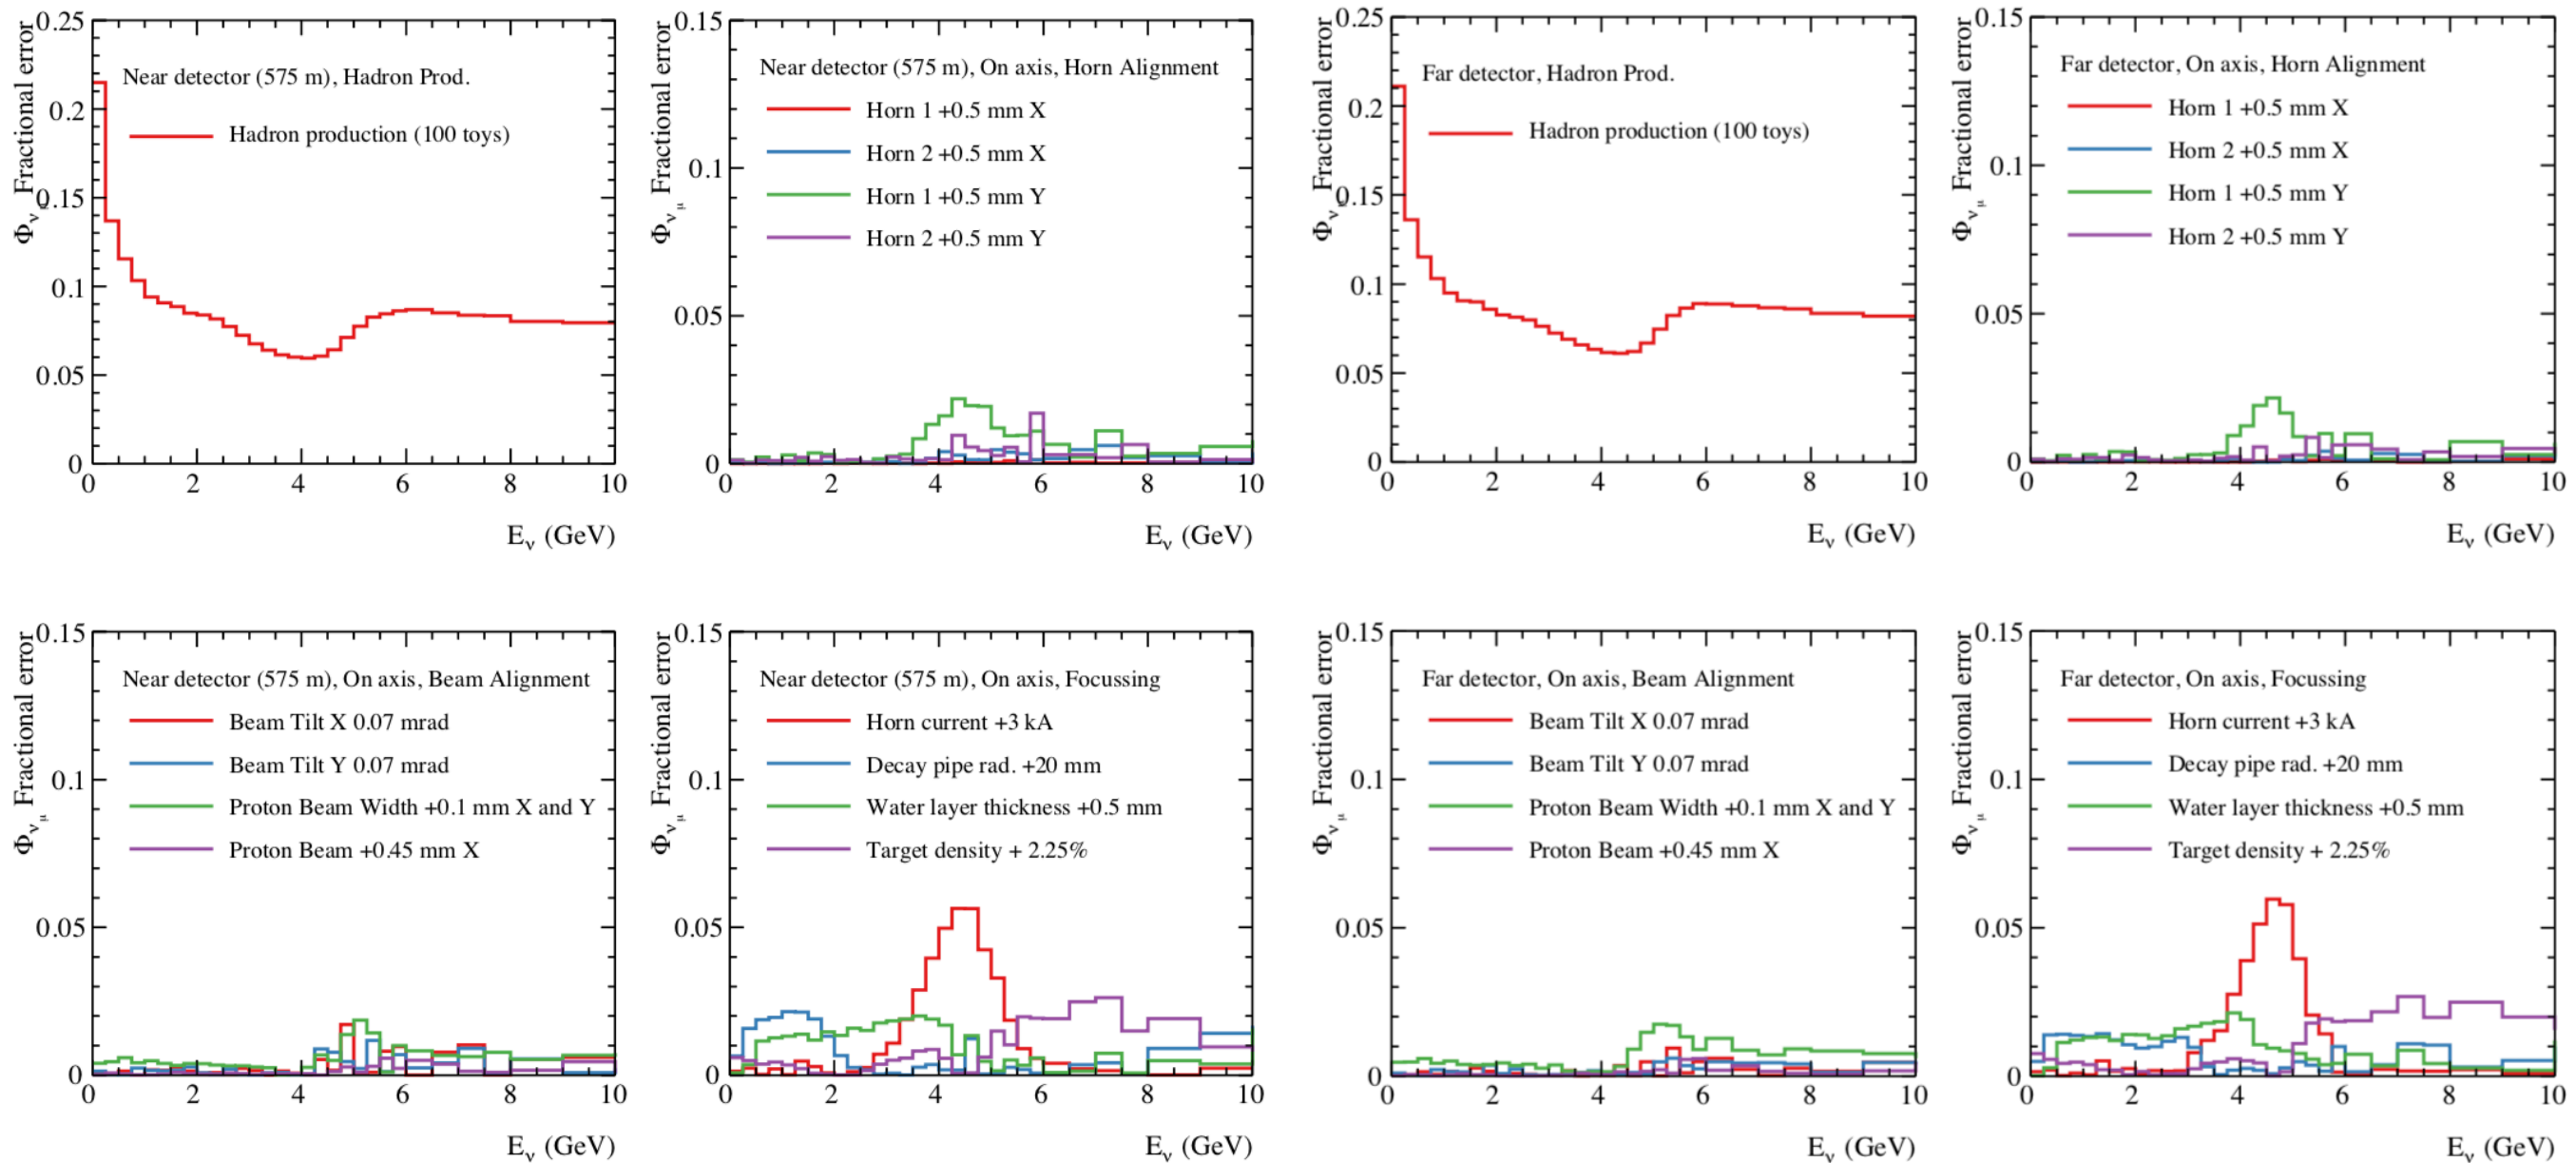 Near detector (575 m), Hadron Prod.
Hadron production (100 toys)
Φνμ Fractional error
0.25
0.2
0.15
0.1
0.05
0
0 2 4 6 8 10
Eν (GeV)
Near detector (575 m), On axis, Horn Alignment
Horn 1 +0.5 mm X
Horn 2 +0.5 mm X
Horn 1 +0.5 mm Y
Horn 2 +0.5 mm Y
Φνμ Fractional error
0.15
0.1
0.05
0
0 2 4 6 8 10
Eν (GeV)
Far detector, Hadron Prod.
Hadron production (100 toys)
Φνμ Fractional error
0.25
0.2
0.15
0.1
0.05
0
0 2 4 6 8 10
Eν (GeV)
Far detector, On axis, Horn Alignment
Horn 1 +0.5 mm X
Horn 2 +0.5 mm X
Horn 1 +0.5 mm Y
Horn 2 +0.5 mm Y
Φνμ Fractional error
0.15
0.1
0.05
0
0 2 4 6 8 10
Eν (GeV)
Near detector (575 m), On axis, Beam Alignment
Beam Tilt X 0.07 mrad
Beam Tilt Y 0.07 mrad
Proton Beam Width +0.1 mm X and Y
Proton Beam +0.45 mm X
Φνμ Fractional error
0.15
0.1
0.05
0
0 2 4 6 8 10
Eν (GeV)
Near detector (575 m), On axis, Focussing
Horn current +3 kA
Decay pipe rad. +20 mm
Water layer thickness +0.5 mm
Target density + 2.25%
Φνμ Fractional error
0.15
0.1
0.05
0
0 2 4 6 8 10
Eν (GeV)
Far detector, On axis, Beam Alignment
Beam Tilt X 0.07 mrad
Beam Tilt Y 0.07 mrad
Proton Beam Width +0.1 mm X and Y
Proton Beam +0.45 mm X
Φνμ Fractional error
0.15
0.1
0.05
0
0 2 4 6 8 10
Eν (GeV)
Far detector, On axis, Focussing
Horn current +3 kA
Decay pipe rad. +20 mm
Water layer thickness +0.5 mm
Target density + 2.25%
Φνμ Fractional error
0.15
0.1
0.05
0
0 2 4 6 8 10
Eν (GeV)